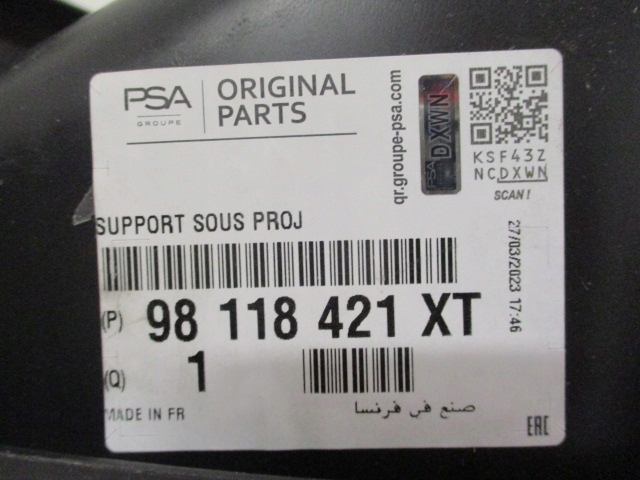 PSA
GROUPE
ORIGINAL
PARTS
qr.groupe-psa.com
PSA
DXWN
KSF43Z
NCDXWN
SCAN!
SUPPORT SOUS PROJ
27/03/2023 17:46
(P) 98 118 421 XT
(Q) 1
MADE IN FR
صنع في فرنسا
EAC